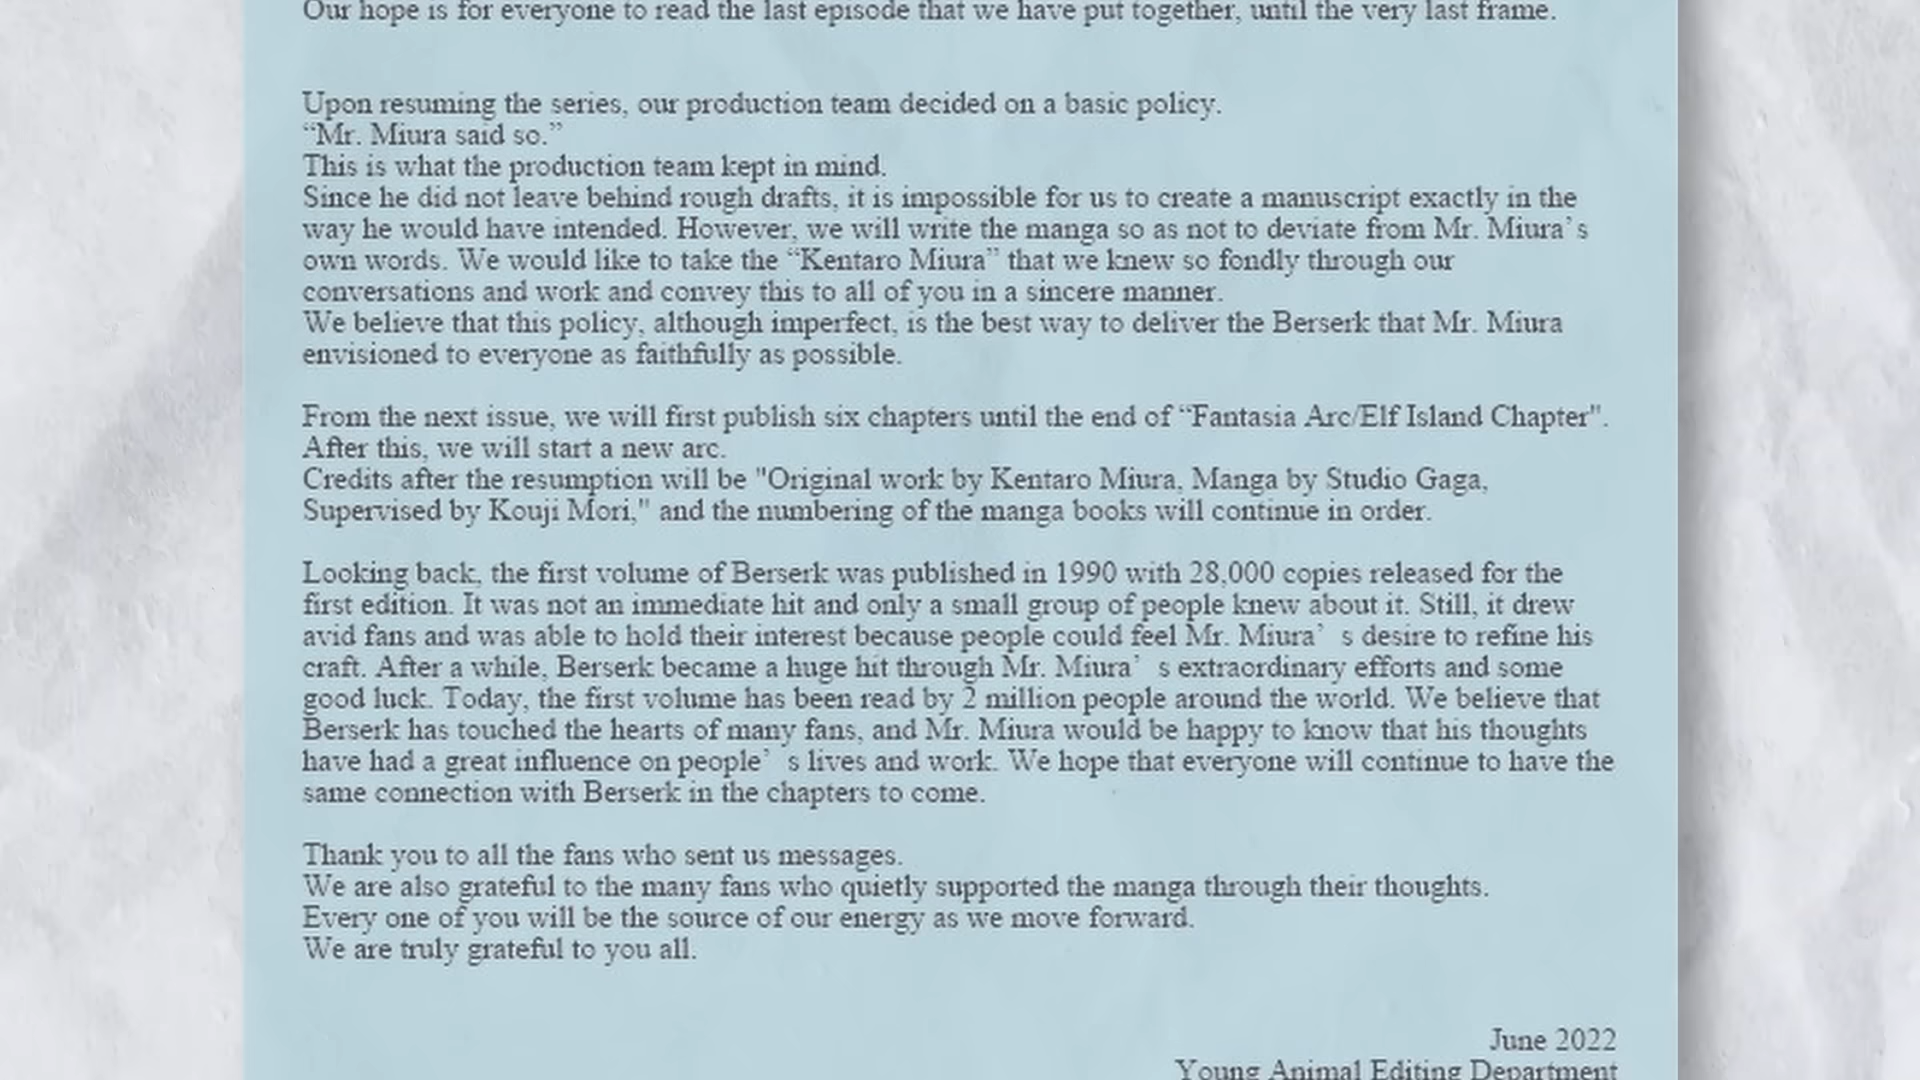 Our hope is for everyone to read the last episode that we have put together, until the very last frame.
Upon resuming the series, our production team decided on a basic policy.
“Mr. Miura said so.”
This is what the production team kept in mind.
Since he did not leave behind rough drafts, it is impossible for us to create a manuscript exactly in the
way he would have intended. However, we will write the manga so as not to deviate from Mr. Miura’s
own words. We would like to take the “Kentaro Miura” that we knew so fondly through our
conversations and work and convey this to all of you in a sincere manner.
We believe that this policy, although imperfect, is the best way to deliver the Berserk that Mr. Miura
envisioned to everyone as faithfully as possible.
From the next issue, we will first publish six chapters until the end of “Fantasia Arc/Elf Island Chapter".
After this, we will start a new arc.
Credits after the resumption will be "Original work by Kentaro Miura, Manga by Studio Gaga,
Supervised by Kouji Mori," and the numbering of the manga books will continue in order.
Looking back, the first volume of Berserk was published in 1990 with 28,000 copies released for the
first edition. It was not an immediate hit and only a small group of people knew about it. Still, it drew
avid fans and was able to hold their interest because people could feel Mr. Miura’ s desire to refine his
craft. After a while, Berserk became a huge hit through Mr. Miura’ s extraordinary efforts and some
good luck. Today, the first volume has been read by 2 million people around the world. We believe that
Berserk has touched the hearts of many fans, and Mr. Miura would be happy to know that his thoughts
have had a great influence on people’ s lives and work. We hope that everyone will continue to have the
same connection with Berserk in the chapters to come.
Thank you to all the fans who sent us messages.
We are also grateful to the many fans who quietly supported the manga through their thoughts.
Every one of you will be the source of our energy as we move forward.
We are truly grateful to you all.
June 2022
Young Animal Editing Department